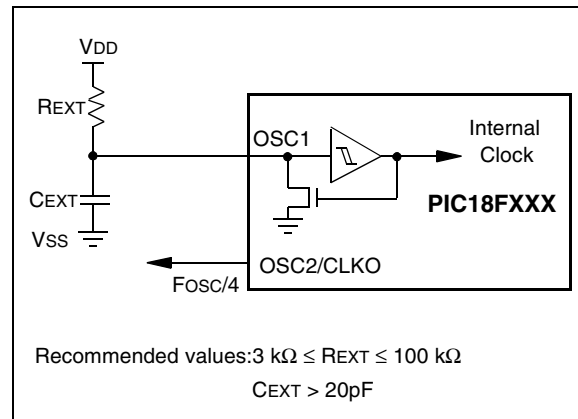 VDD
REXT
OSC1
Internal
Clock
CEXT
PIC18FXXX
VSS
OSC2/CLKO
FOSC/4
Recommended values:3 kΩ ≤ REXT ≤ 100 kΩ
CEXT > 20pF